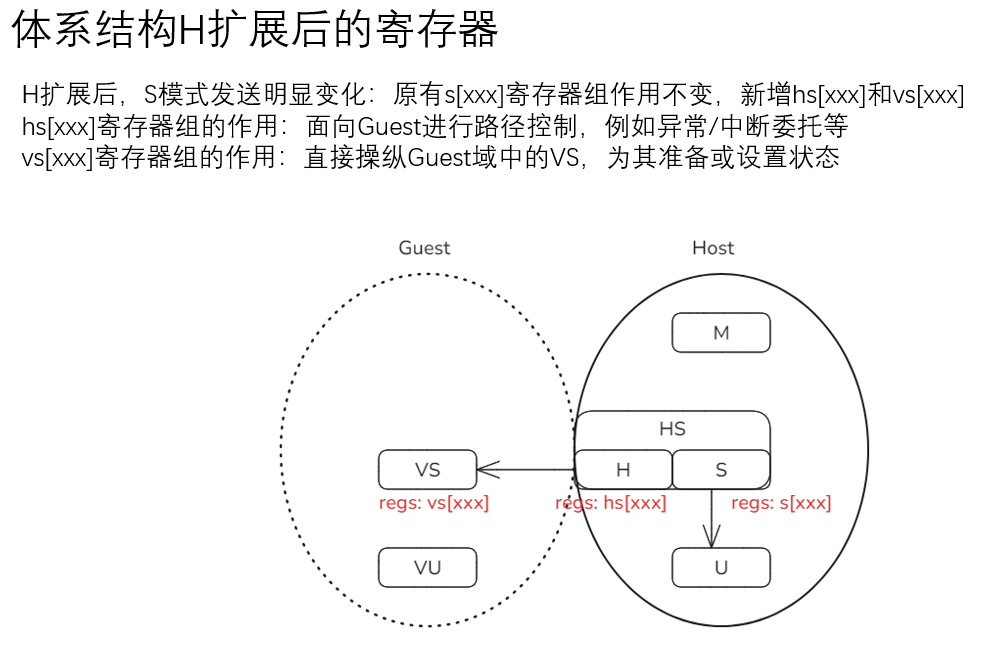 体系结构H扩展后的寄存器
H扩展后，S模式发送明显变化：原有s[xxx]寄存器组作用不变，新增hs[xxx]和vs[xxx]
hs[xxx]寄存器组的作用：面向Guest进行路径控制，例如异常/中断委托等
vs[xxx]寄存器组的作用：直接操纵Guest域中的VS，为其准备或设置状态
Guest
Host
M
HS
VS
H
S
regs: vs[xxx]
regs: hs[xxx]
regs: s[xxx]
VU
U